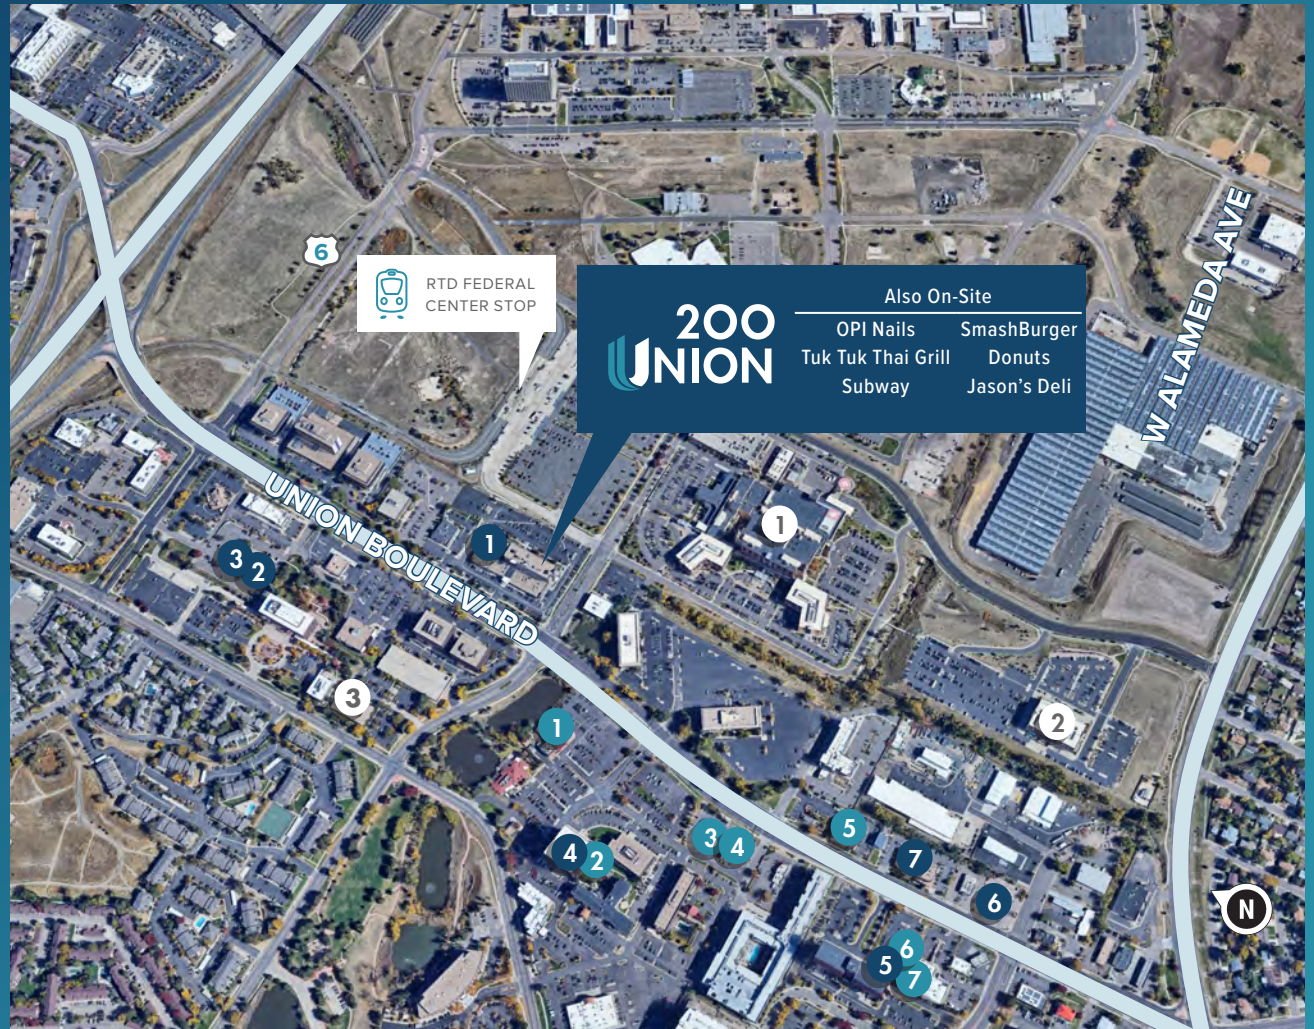 6
RTD FEDERAL
CENTER STOP
200
UNION
Also On-Site
OPI Nails
SmashBurger
Tuk Tuk Thai Grill
Donuts
Subway
Jason's Deli
W ALAMEDA AVE
UNION BOULEVARD
1
1
3
2
3
1
2
4
2
3
4
5
7
6
N
6
5
7